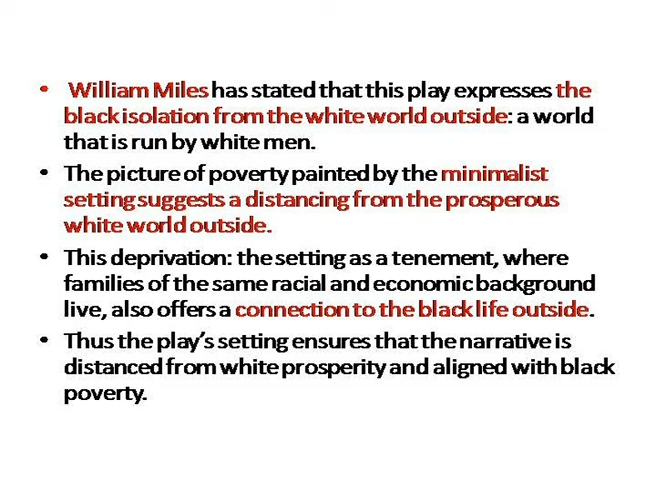 • William Miles has stated that this play expresses the
black isolation from the white world outside: a world
that is run by white men.
• The picture of poverty painted by the minimalist
setting suggests a distancing from the prosperous
white world outside.
• This deprivation: the setting as a tenement, where
families of the same racial and economic background
live, also offers a connection to the black life outside.
• Thus the play's setting ensures that the narrative is
distanced from white prosperity and aligned with black
poverty.